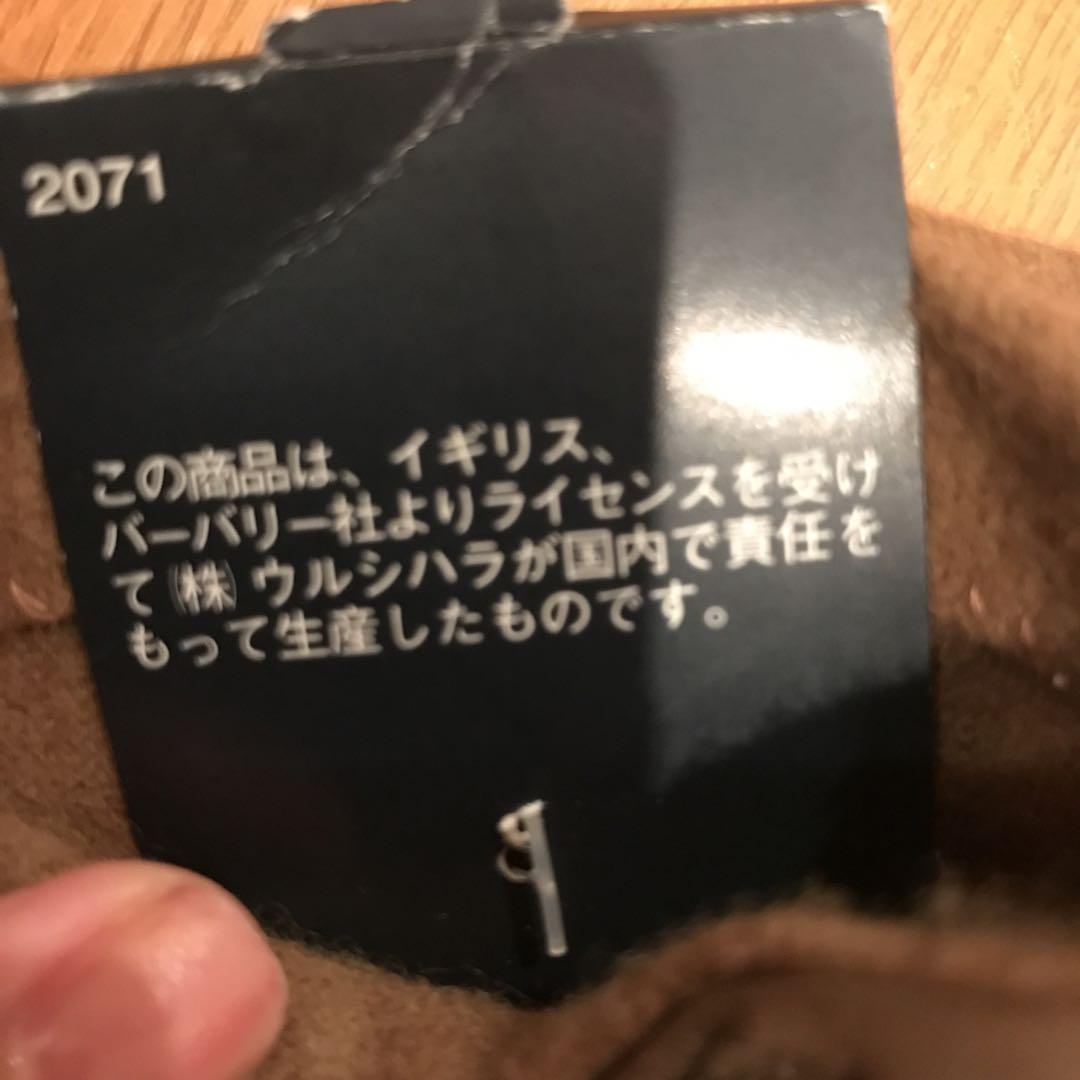 2071
この商品は、イギリス、
バーバリー社よりライセンスを受け
て㈱ウルシハラが国内で責任を
もって生産したものです。